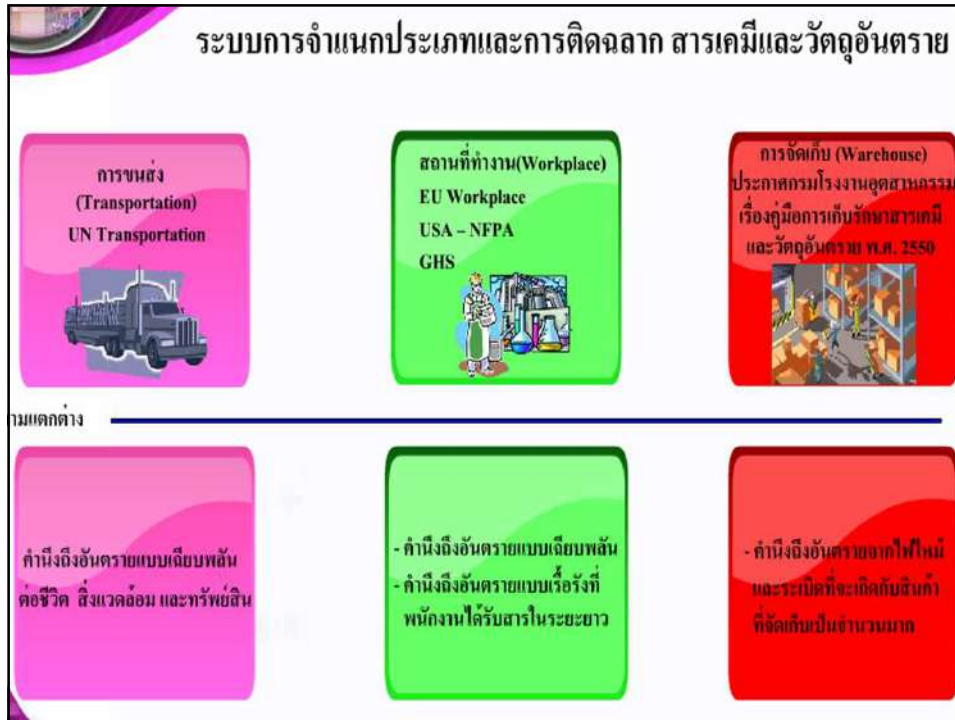 ระบบการจำแนกประเภทและการติดฉลาก สารเคมีและวัตถุอันตราย
การขนส่ง
(Transportation)
UN Transportation
สถานที่ทำงาน(Workplace)
EU Workplace
USA – NFPA
GHS
การจัดเก็บ (Warehouse)
ประกาศกรมโรงงานอุตสาหกรรม
เรื่องคู่มือการเก็บรักษาสารเคมี
และวัตถุอันตราย พ.ศ. 2550
ามแตกต่าง
คำนึงถึงอันตรายแบบเฉียบพลัน
ต่อชีวิต สิ่งแวดล้อม และทรัพย์สิน
- คำนึงถึงอันตรายแบบเฉียบพลัน
- คำนึงถึงอันตรายแบบเรื้อรังที่
พนักงานได้รับสารในระยะยาว
- คำนึงถึงอันตรายจากไฟไหม้
และระเบิดที่จะเกิดกับสินค้า
ที่จัดเก็บเป็นจำนวนมาก